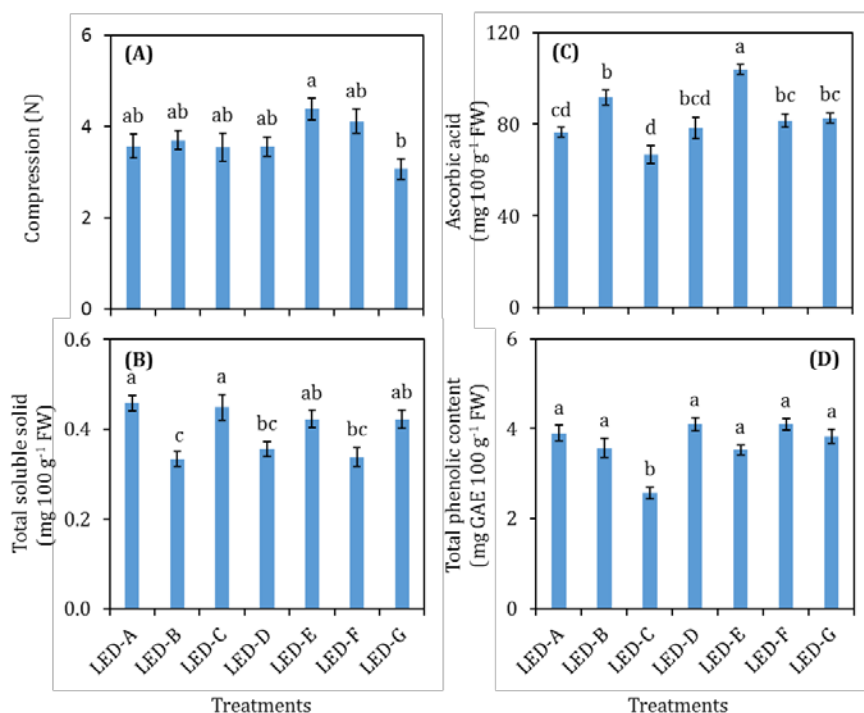 (A)
Compression (N)
6
4
2
0
ab
ab
ab
ab
a
ab
b
(C)
Ascorbic acid
(mg 100 g⁻¹ FW)
120
80
40
0
cd
b
d
bcd
a
bc
bc
(B)
Total soluble solid
(mg 100 g⁻¹ FW)
0.6
0.4
0.2
0.0
a
c
a
bc
ab
bc
ab
LED-A
LED-B
LED-C
LED-D
LED-E
LED-F
LED-G
Treatments
(D)
Total phenolic content
(mg GAE 100 g⁻¹ FW)
6
4
2
0
a
a
b
a
a
a
a
LED-A
LED-B
LED-C
LED-D
LED-E
LED-F
LED-G
Treatments